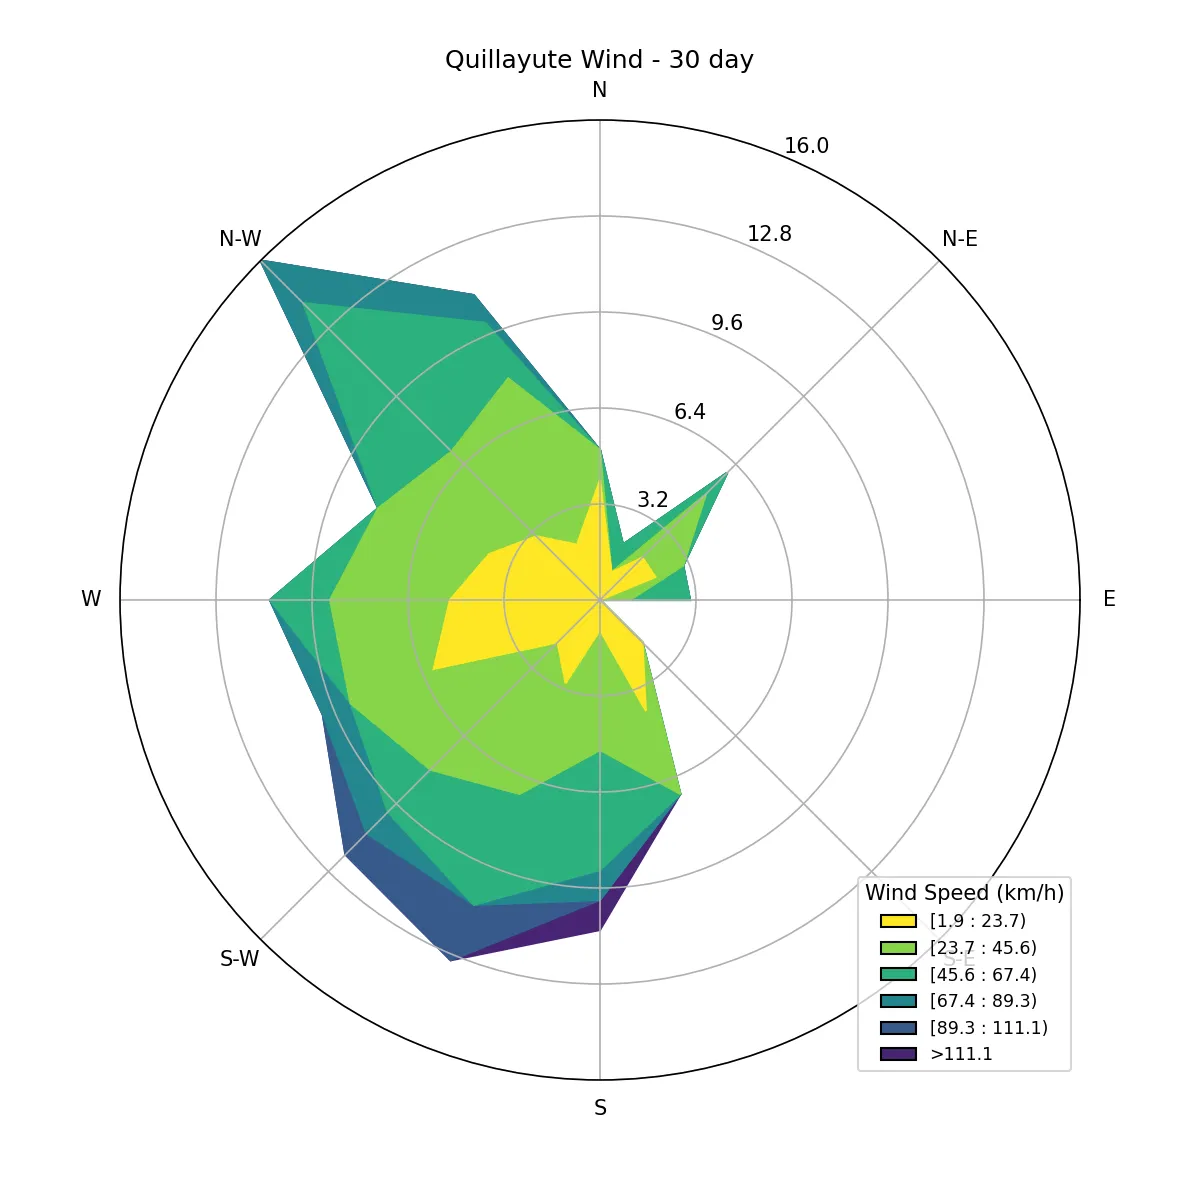 Quillayute Wind - 30 day
N
16.0
N-W
12.8
N-E
9.6
6.4
3.2
W
E
S-W
S-E
S
Wind Speed (km/h)
[1.9 : 23.7)
[23.7 : 45.6)
[45.6 : 67.4)
[67.4 : 89.3)
[89.3 : 111.1)
>111.1